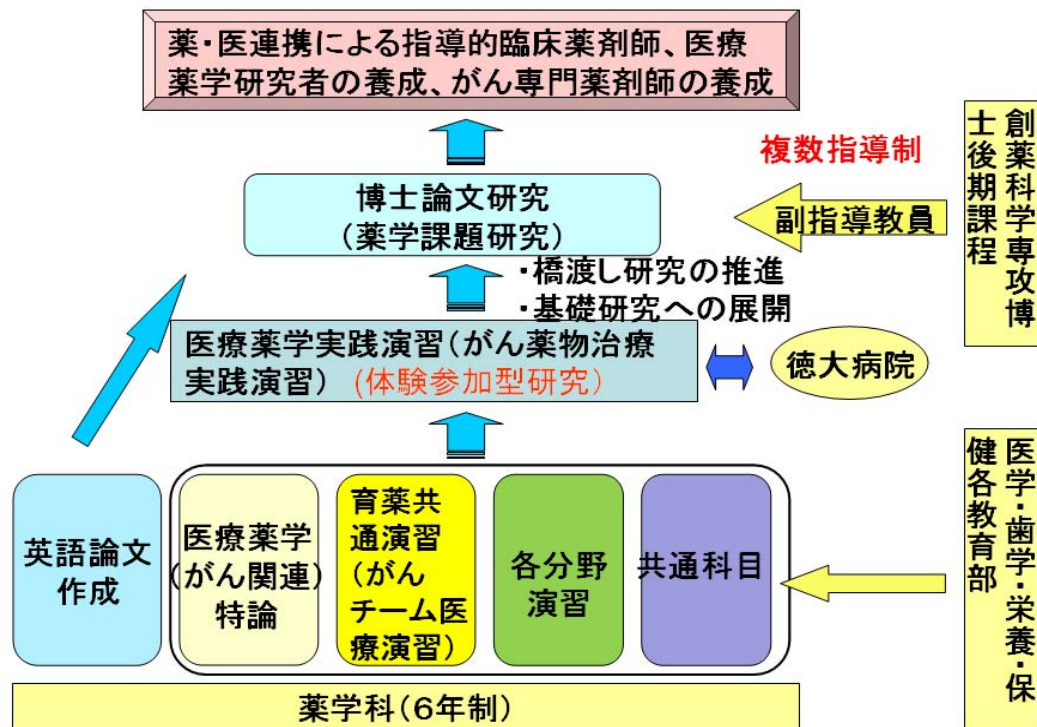 薬・医連携による指導的臨床薬剤師、医療
薬学研究者の養成、がん専門薬剤師の養成
複数指導制
創薬科学専攻博
士後期課程
副指導教員
博士論文研究
（薬学課題研究）
・橋渡し研究の推進
・基礎研究への展開
医療薬学実践演習（がん薬物治療
実践演習）（体験参加型研究）
徳大病院
医学・歯学・栄養・保
健各教育部
英語論文
作成
医療薬学
（がん関連）
特論
育薬共
通演習
（がん
チーム医
療演習）
各分野
演習
共通科目
薬学科（6年制）